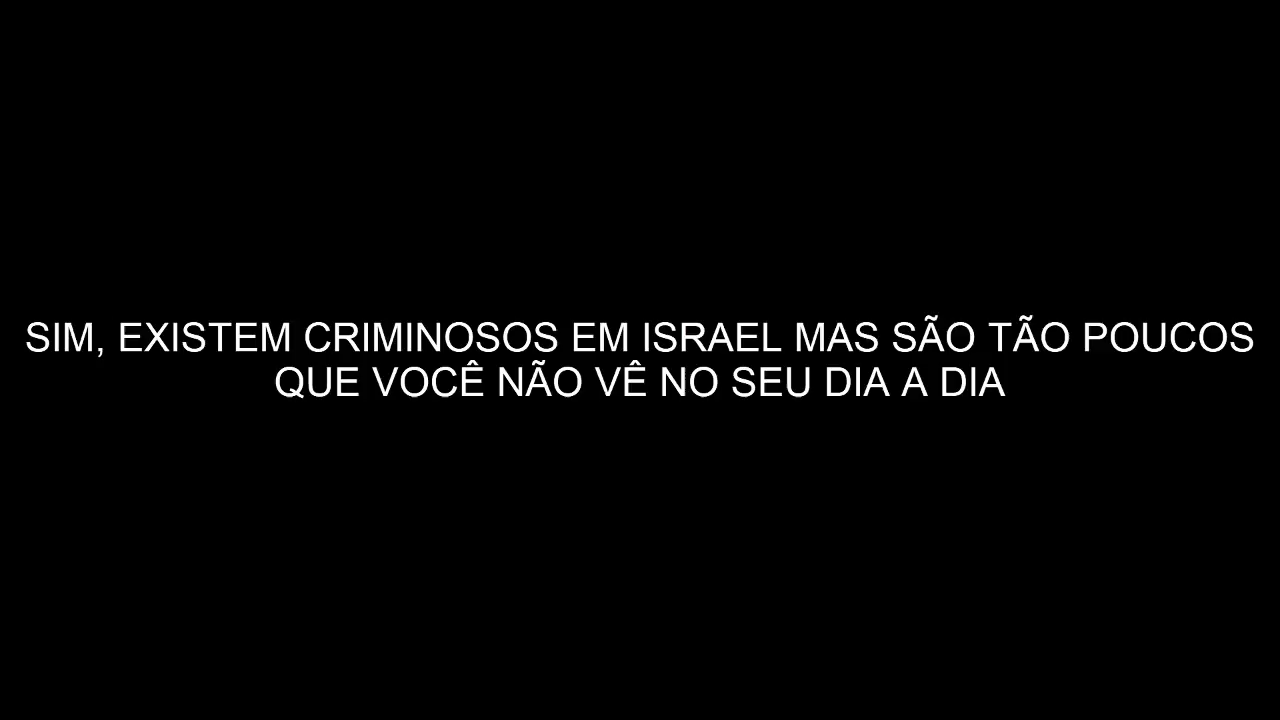 SIM, EXISTEM CRIMINOSOS EM ISRAEL MAS SÃO TÃO POUCOS
QUE VOCÊ NÃO VÊ NO SEU DIA A DIA